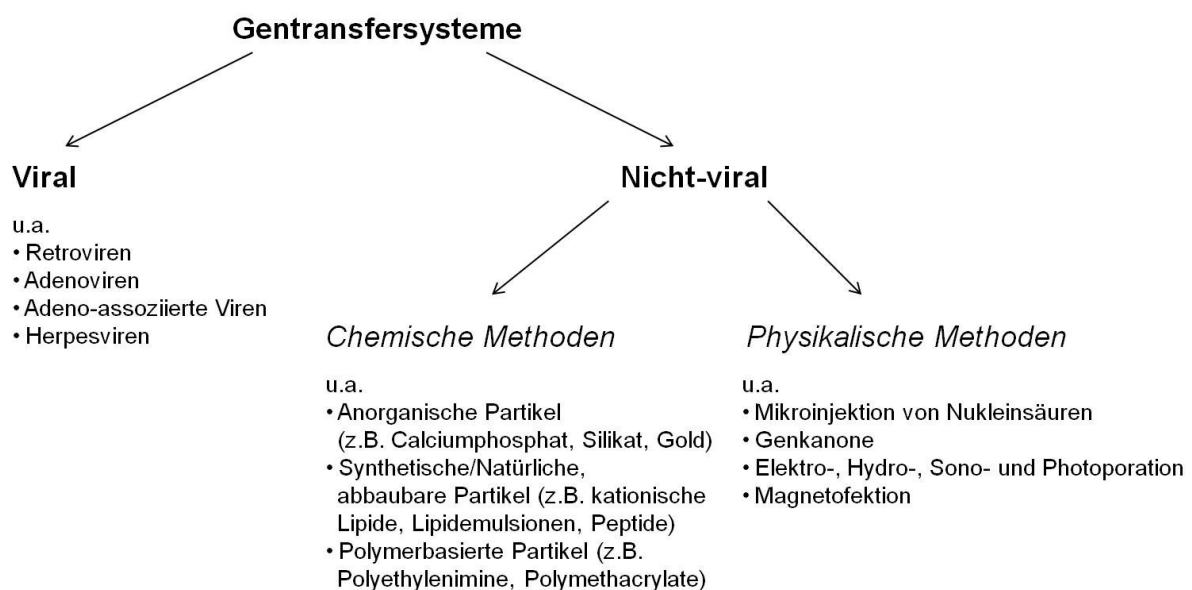 Gentransfersysteme
Viral
u.a.
• Retroviren
• Adenoviren
• Adeno-assoziierte Viren
• Herpesviren
Nicht-viral
Chemische Methoden
u.a.
• Anorganische Partikel
(z.B. Calciumphosphat, Silikat, Gold)
• Synthetische/Natürliche,
abbaubare Partikel (z.B. kationische
Lipide, Lipidemulsionen, Peptide)
• Polymerbasierte Partikel (z.B.
Polyethylenimine, Polymethacrylate)
Physikalische Methoden
u.a.
• Mikroinjektion von Nukleinsäuren
• Genkanone
• Elektro-, Hydro-, Sono- und Photoporation
• Magnetofektion